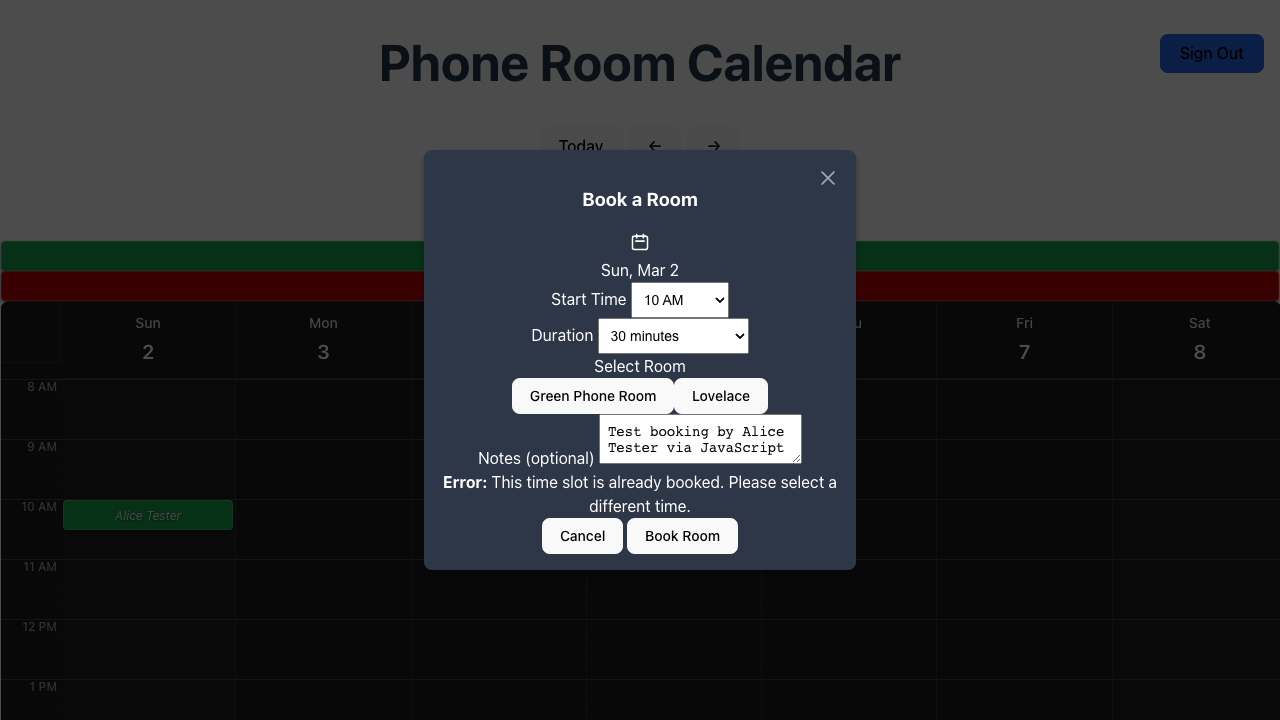 Phone Room Calendar
Sign Out
Today ← →
Book a Room
Sun, Mar 2
Start Time 10 AM
Duration 30 minutes
Select Room
Green Phone Room Lovelace
Notes (optional) Test booking by Alice
Tester via JavaScript
Error: This time slot is already booked. Please select a
different time.
Cancel Book Room
Sun Mon Fri Sat
2 3 7 8
8 AM
9 AM
10 AM Alice Tester
11 AM
12 PM
1 PM